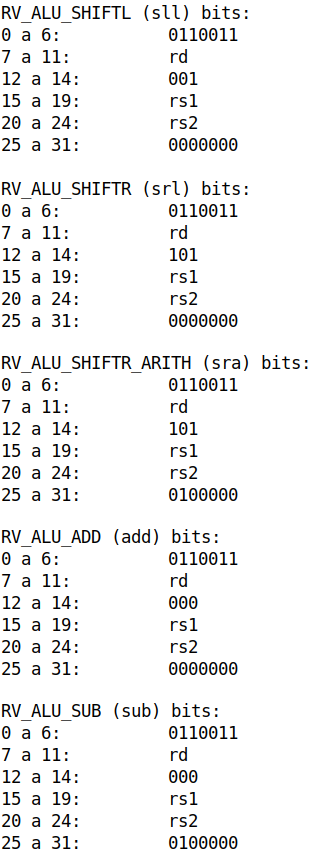 RV_ALU_SHIFTL (sll) bits:
0 a 6: 0110011
7 a 11: rd
12 a 14: 001
15 a 19: rs1
20 a 24: rs2
25 a 31: 0000000
RV_ALU_SHIFTR (srl) bits:
0 a 6: 0110011
7 a 11: rd
12 a 14: 101
15 a 19: rs1
20 a 24: rs2
25 a 31: 0000000
RV_ALU_SHIFTR_ARITH (sra) bits:
0 a 6: 0110011
7 a 11: rd
12 a 14: 101
15 a 19: rs1
20 a 24: rs2
25 a 31: 0100000
RV_ALU_ADD (add) bits:
0 a 6: 0110011
7 a 11: rd
12 a 14: 000
15 a 19: rs1
20 a 24: rs2
25 a 31: 0000000
RV_ALU_SUB (sub) bits:
0 a 6: 0110011
7 a 11: rd
12 a 14: 000
15 a 19: rs1
20 a 24: rs2
25 a 31: 0100000